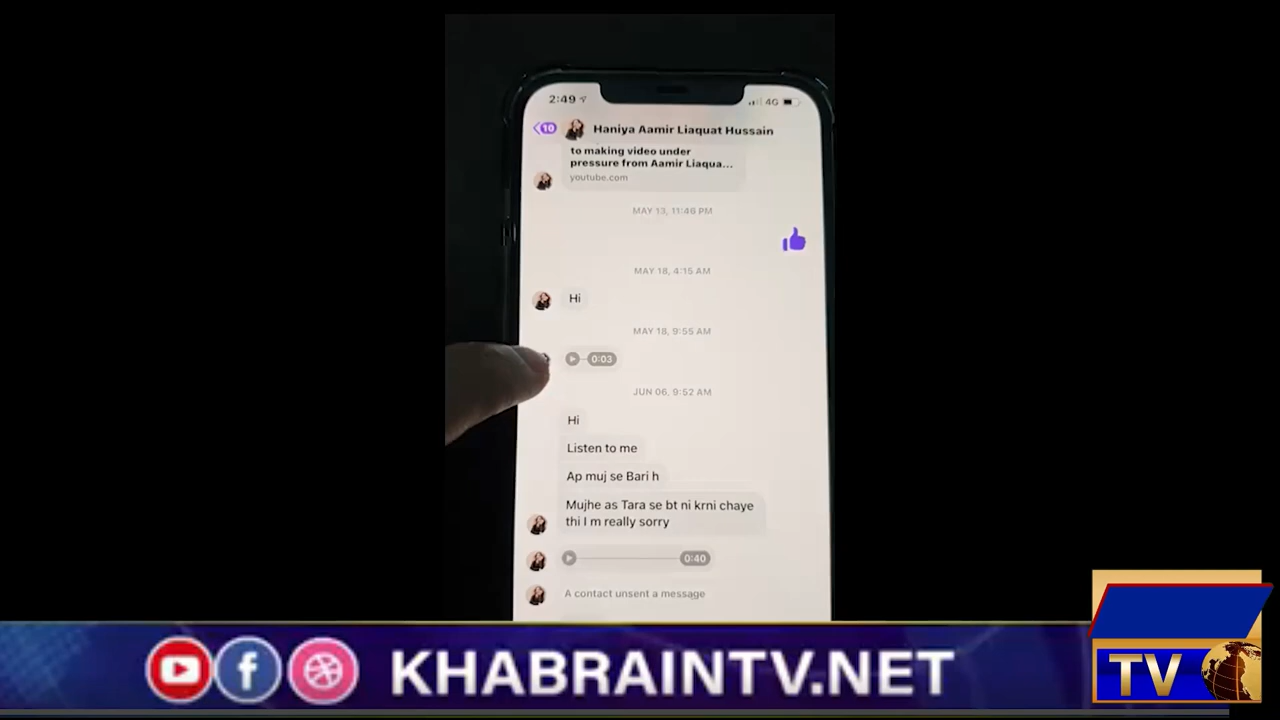 2:49
4G
10
Haniya Aamir Liaquat Hussain
to making video under
pressure from Aamir Liaqua...
youtube.com
MAY 13, 11:46 PM
MAY 18, 4:15 AM
Hi
MAY 18, 9:55 AM
0:03
JUN 06, 9:52 AM
Hi
Listen to me
Ap muj se Bari h
Mujhe as Tara se bt ni krni chaye
thi I m really sorry
0:40
A contact unsent a message
KHABRAINTV.NET
TV